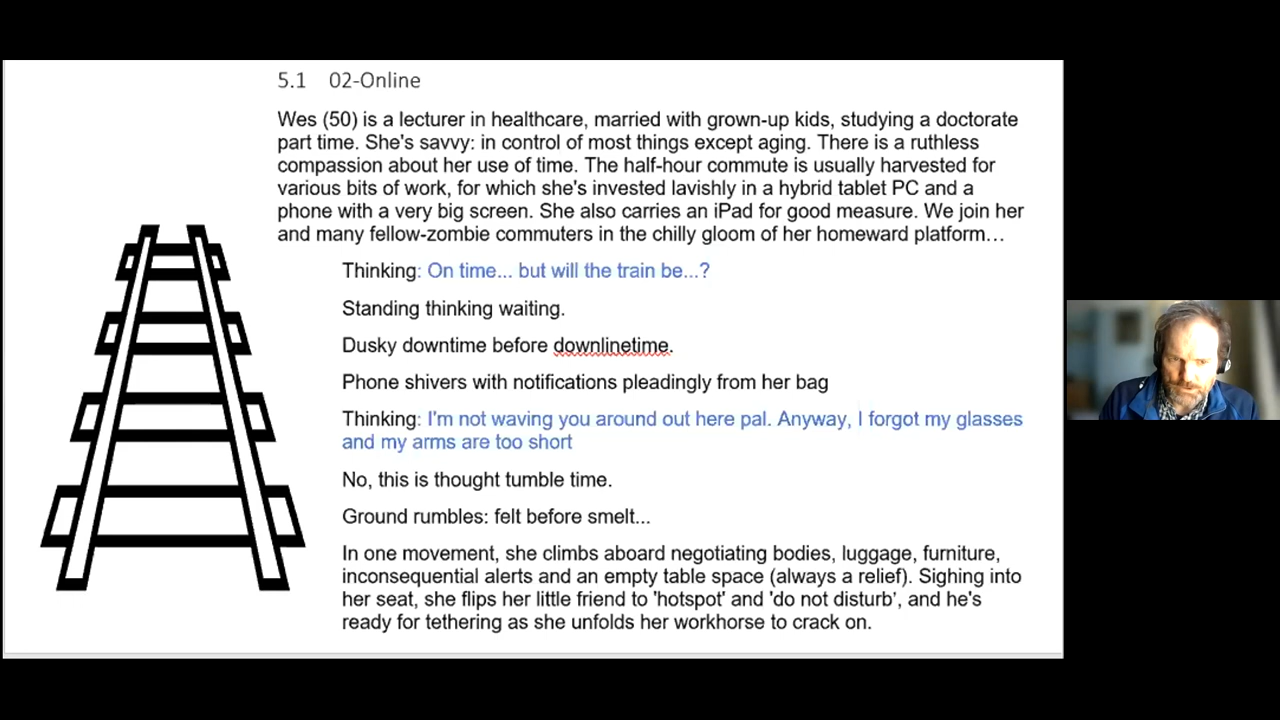 5.1 02-Online
Wes (50) is a lecturer in healthcare, married with grown-up kids, studying a doctorate
part time. She's savvy: in control of most things except aging. There is a ruthless
compassion about her use of time. The half-hour commute is usually harvested for
various bits of work, for which she's invested lavishly in a hybrid tablet PC and a
phone with a very big screen. She also carries an iPad for good measure. We join her
and many fellow-zombie commuters in the chilly gloom of her homeward platform…
Thinking: On time... but will the train be...?
Standing thinking waiting.
Dusky downtime before downlinetime.
Phone shivers with notifications pleadingly from her bag
Thinking: I'm not waving you around out here pal. Anyway, I forgot my glasses
and my arms are too short
No, this is thought tumble time.
Ground rumbles: felt before smelt...
In one movement, she climbs aboard negotiating bodies, luggage, furniture,
inconsequential alerts and an empty table space (always a relief). Sighing into
her seat, she flips her little friend to 'hotspot' and 'do not disturb', and he's
ready for tethering as she unfolds her workhorse to crack on.